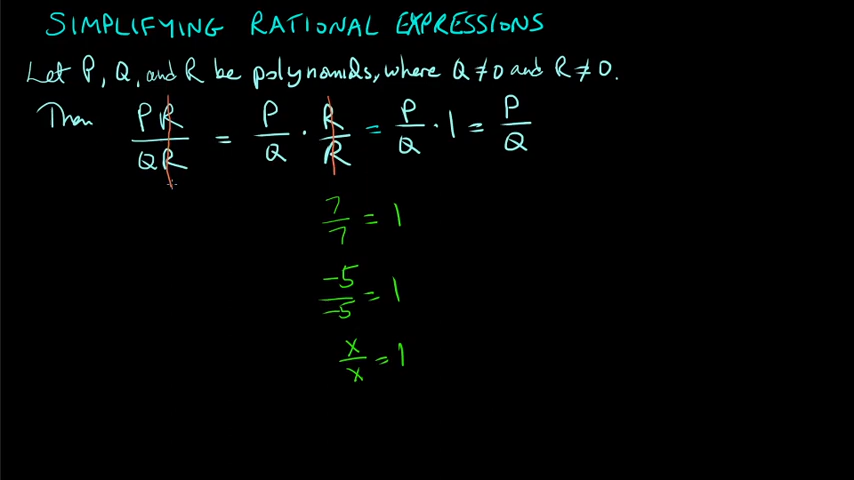 SIMPLIFYING RATIONAL EXPRESSIONS
Let P, Q, and R be polynomials, where Q ≠ 0 and R ≠ 0.
Then PR/QR = P/Q · R/R = P/Q · 1 = P/Q
7/7 = 1
-5/-5 = 1
x/x = 1